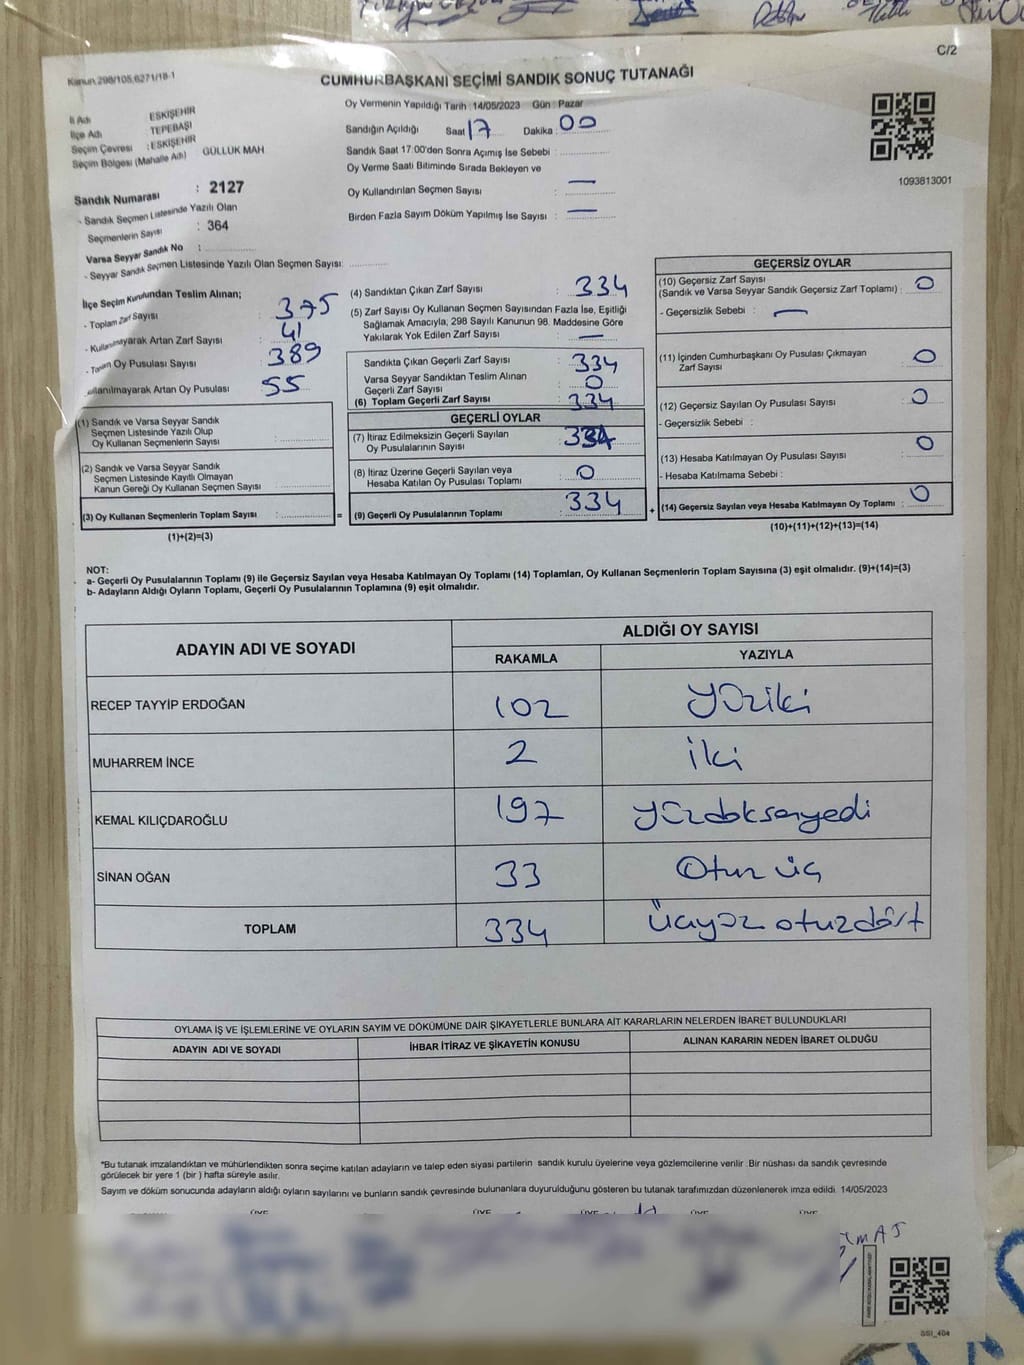 C/2
Kanun 298/105,6271/18-1
CUMHURBAŞKANI SEÇİMİ SANDIK SONUÇ TUTANAĞI
İl Adı : ESKİŞEHİR
İlçe Adı : TEPEBAŞI
Seçim Çevresi : ESKİŞEHİR
Seçim Bölgesi (Mahalle Adı) GÜLLÜK MAH
Sandık Numarası : 2127
- Sandık Seçmen Listesinde Yazılı Olan
Seçmenlerin Sayısı : 364
Varsa Seyyar Sandık No :
- Seyyar Sandık Seçmen Listesinde Yazılı Olan Seçmen Sayısı:
Oy Vermenin Yapıldığı Tarih : 14/05/2023 Gün : Pazar
Sandığın Açıldığı Saat 17 Dakika : 00
Sandık Saat 17:00'den Sonra Açımış İse Sebebi :
Oy Verme Saati Bitiminde Sırada Bekleyen ve
Oy Kullandırılan Seçmen Sayısı : —
Birden Fazla Sayım Döküm Yapılmış İse Sayısı : —
1093813001
İlçe Seçim Kurulundan Teslim Alınan;
- Toplam Zarf Sayısı : 375
- Kullanılmayarak Artan Zarf Sayısı : 41
- Toplam Oy Pusulası Sayısı 389
Kullanılmayarak Artan Oy Pusulası 55
(1) Sandık ve Varsa Seyyar Sandık
Seçmen Listesinde Yazılı Olup
Oy Kullanan Seçmenlerin Sayısı :
(2) Sandık ve Varsa Seyyar Sandık
Seçmen Listesinde Kayıtlı Olmayan
Kanun Gereği Oy Kullanan Seçmen Sayısı :
(3) Oy Kullanan Seçmenlerin Toplam Sayısı : =
(1)+(2)=(3)
(4) Sandıktan Çıkan Zarf Sayısı : 334
(5) Zarf Sayısı Oy Kullanan Seçmen Sayısından Fazla İse, Eşitliği
Sağlamak Amacıyla, 298 Sayılı Kanunun 98. Maddesine Göre
Yakılarak Yok Edilen Zarf Sayısı : —
Sandıkta Çıkan Geçerli Zarf Sayısı : 334
Varsa Seyyar Sandıktan Teslim Alınan
Geçerli Zarf Sayısı : 0
(6) Toplam Geçerli Zarf Sayısı : 334
GEÇERLİ OYLAR
(7) İtiraz Edilmeksizin Geçerli Sayılan
Oy Pusulalarının Sayısı : 334
(8) İtiraz Üzerine Geçerli Sayılan veya
Hesaba Katılan Oy Pusulası Toplamı : 0
(9) Geçerli Oy Pusulalarının Toplamı : 334 +
GEÇERSİZ OYLAR
(10) Geçersiz Zarf Sayısı
(Sandık ve Varsa Seyyar Sandık Geçersiz Zarf Toplamı) : 0
- Geçersizlik Sebebi : —
(11) İçinden Cumhurbaşkanı Oy Pusulası Çıkmayan
Zarf Sayısı : 0
(12) Geçersiz Sayılan Oy Pusulası Sayısı : 0
- Geçersizlik Sebebi :
(13) Hesaba Katılmayan Oy Pusulası Sayısı : 0
- Hesaba Katılmama Sebebi :
(14) Geçersiz Sayılan veya Hesaba Katılmayan Oy Toplamı : 0
(10)+(11)+(12)+(13)=(14)
NOT:
a- Geçerli Oy Pusulalarının Toplamı (9) ile Geçersiz Sayılan veya Hesaba Katılmayan Oy Toplamı (14) Toplamları, Oy Kullanan Seçmenlerin Toplam Sayısına (3) eşit olmalıdır. (9)+(14)=(3)
b- Adayların Aldığı Oyların Toplamı, Geçerli Oy Pusulalarının Toplamına (9) eşit olmalıdır.
ADAYIN ADI VE SOYADI
ALDIĞI OY SAYISI
RAKAMLA YAZIYLA
RECEP TAYYİP ERDOĞAN 102 Yüziki
MUHARREM İNCE 2 iki
KEMAL KILIÇDAROĞLU 197 Yüzdoksanyedi
SİNAN OĞAN 33 Otuz üç
TOPLAM 334 Üçyüz otuzdört
OYLAMA İŞ VE İŞLEMLERİNE VE OYLARIN SAYIM VE DÖKÜMÜNE DAİR ŞİKAYETLERLE BUNLARA AİT KARARLARIN NELERDEN İBARET BULUNDUKLARI
ADAYIN ADI VE SOYADI İHBAR İTİRAZ VE ŞİKAYETİN KONUSU ALINAN KARARIN NEDEN İBARET OLDUĞU
*Bu tutanak imzalandıktan ve mühürlendikten sonra seçime katılan adayların ve talep eden siyasi partilerin sandık kurulu üyelerine veya gözlemcilerine verilir. Bir nüshası da sandık çevresinde
görülecek bir yere 1 (bir) hafta süreyle asılır.
Sayım ve döküm sonucunda adayların aldığı oyların sayılarını ve bunların sandık çevresinde bulunanlara duyurulduğunu gösteren bu tutanak tarafımızdan düzenlenerek imza edildi. 14/05/2023
ÜYE ÜYE ÜYE ÜYE ÜYE
SSI_404